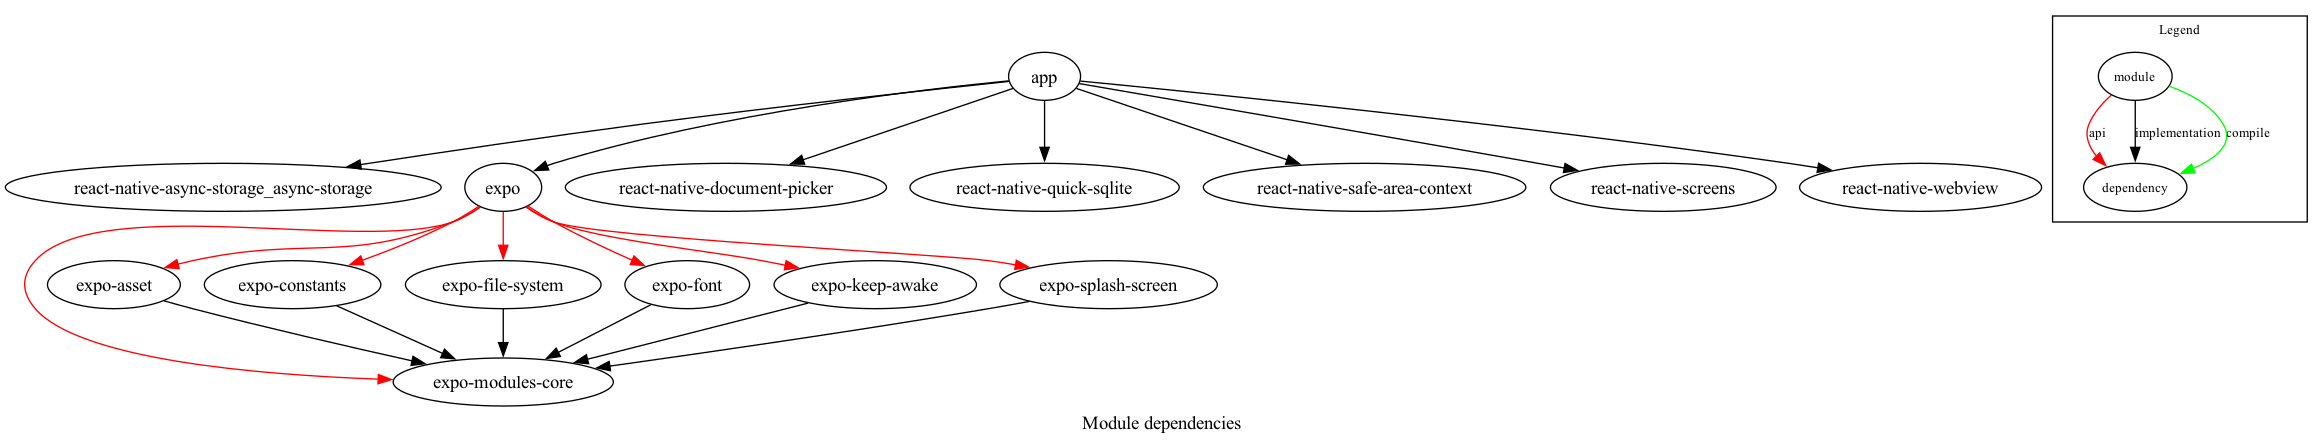 Legend
app
module
api
implementation
compile
react-native-async-storage_async-storage
expo
react-native-document-picker
react-native-quick-sqlite
react-native-safe-area-context
react-native-screens
react-native-webview
dependency
expo-asset
expo-constants
expo-file-system
expo-font
expo-keep-awake
expo-splash-screen
expo-modules-core
Module dependencies